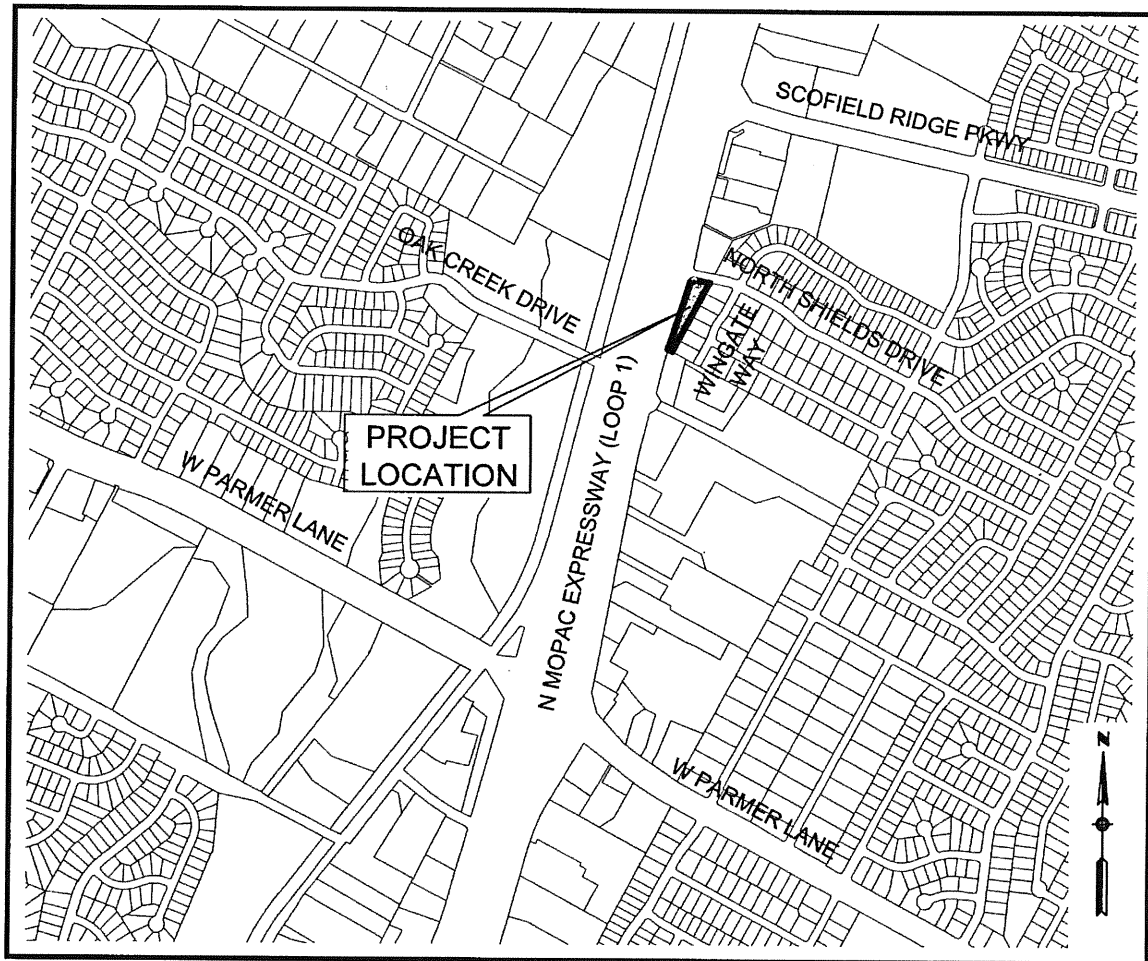 SCOFIELD RIDGE PKWY
OAK CREEK DRIVE
NORTH SHIELDS DRIVE
WINGATE
WAY
PROJECT
LOCATION
N MOPAC EXPRESSWAY (LOOP 1)
W PARMER LANE
W PARMER LANE
N